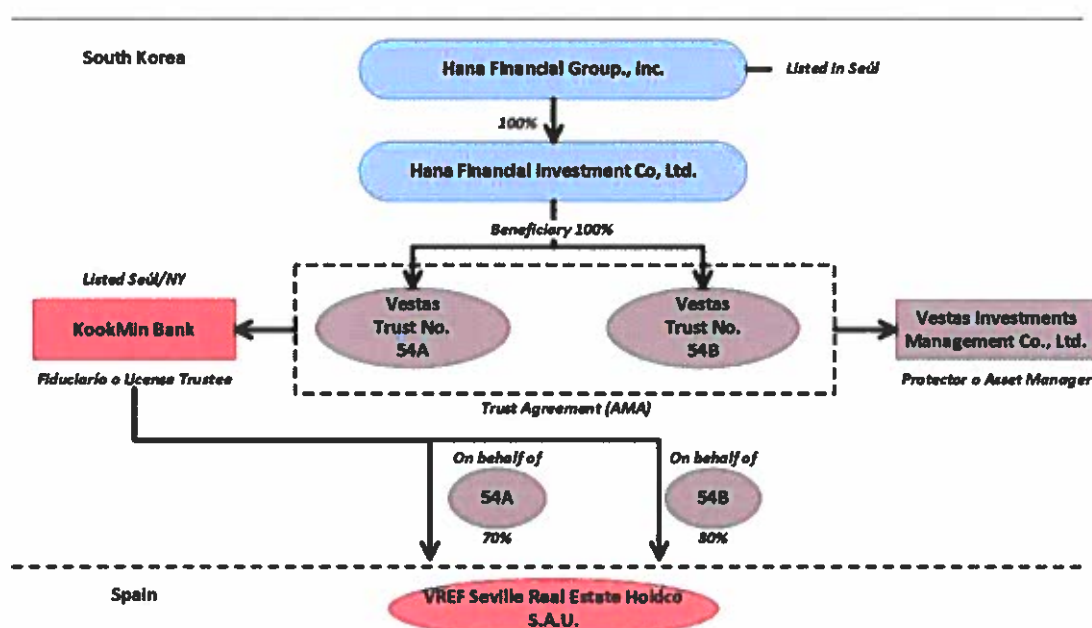 South Korea
Hana Financial Group., Inc.
Listed in Seúl
100%
Hana Financial Investment Co, Ltd.
Beneficiary 100%
Listed Seúl/NY
KookMin Bank
Fiduciario o License Trustee
Vestas
Trust No.
54A
Vestas
Trust No.
54B
Vestas Investments
Management Co., Ltd.
Protector o Asset Manager
Trust Agreement (AMA)
On behalf of
54A
70%
On behalf of
54B
30%
Spain
VREF Seville Real Estate Holdco
S.A.U.